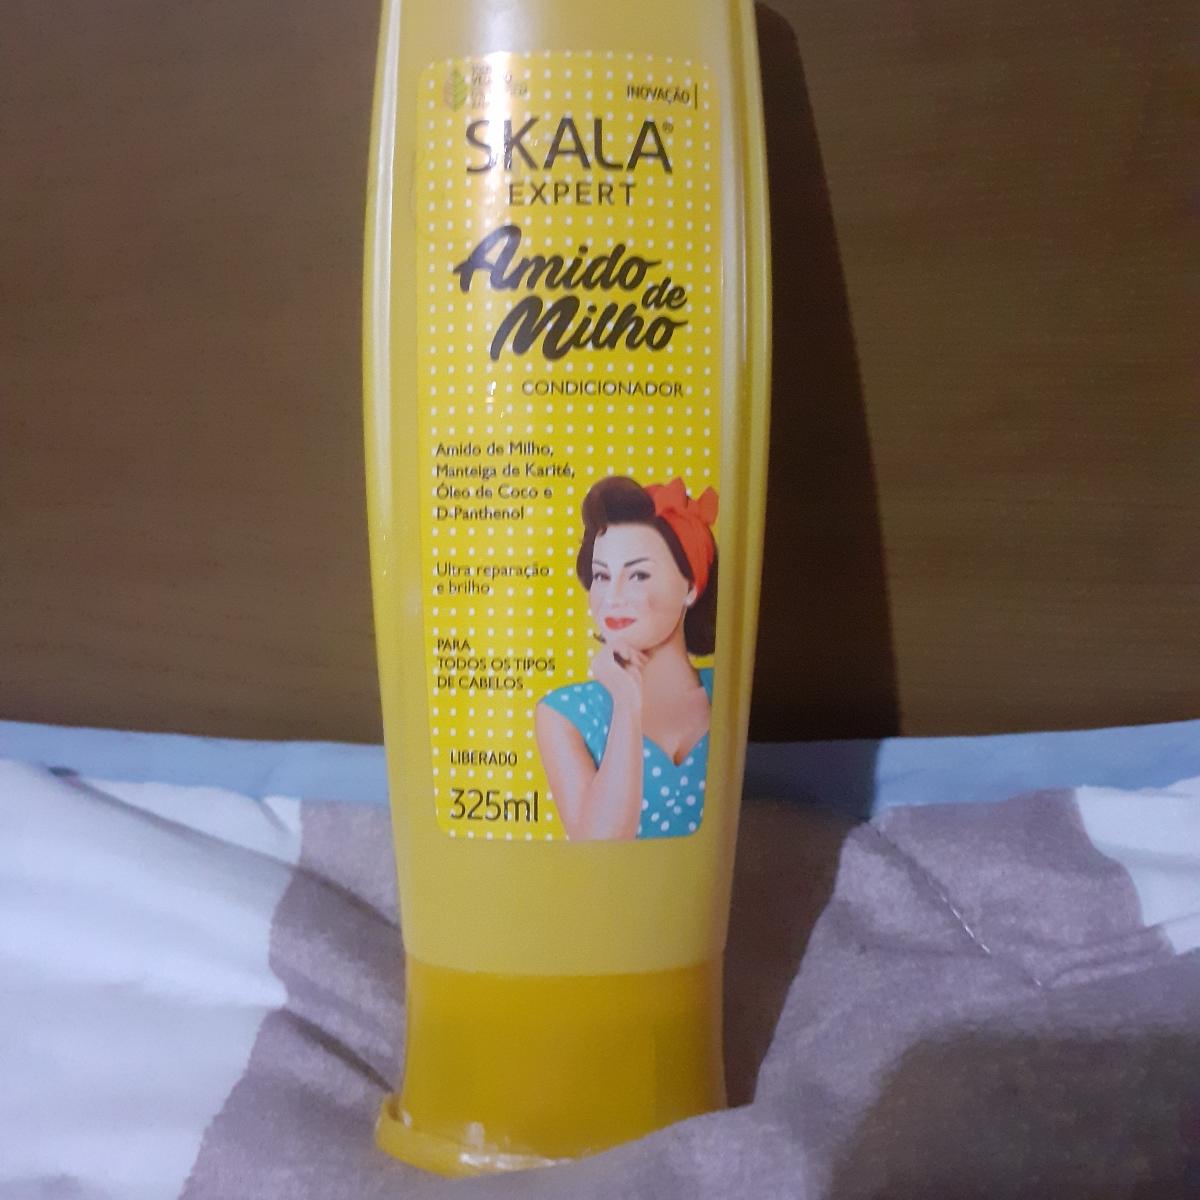 INOVAÇÃO
SKALA®
EXPERT
Amido
de
Milho
CONDICIONADOR
Amido de Milho,
Manteiga de Karité,
Óleo de Coco e
D-Panthenol
Ultra reparação
e brilho
PARA
TODOS OS TIPOS
DE CABELOS
LIBERADO
325ml